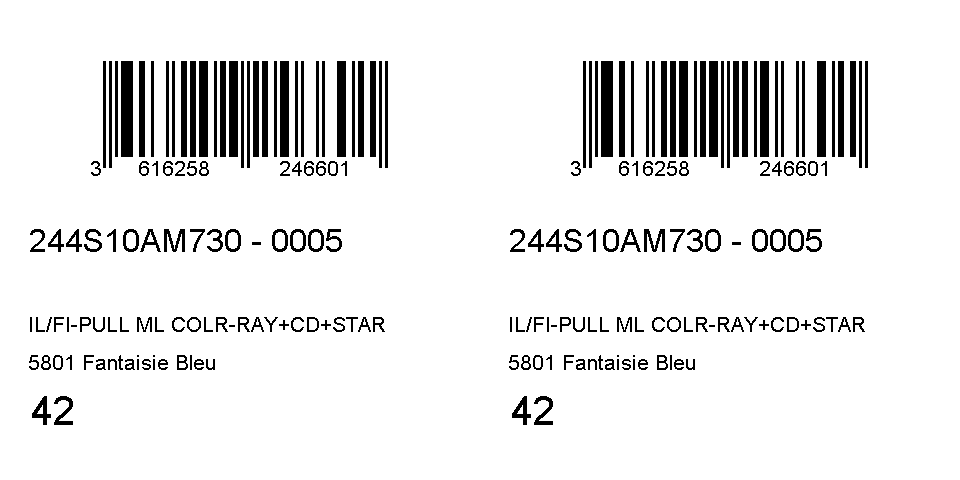 3 616258 246601
244S10AM730 - 0005
IL/FI-PULL ML COLR-RAY+CD+STAR
5801 Fantaisie Bleu
42
3 616258 246601
244S10AM730 - 0005
IL/FI-PULL ML COLR-RAY+CD+STAR
5801 Fantaisie Bleu
42